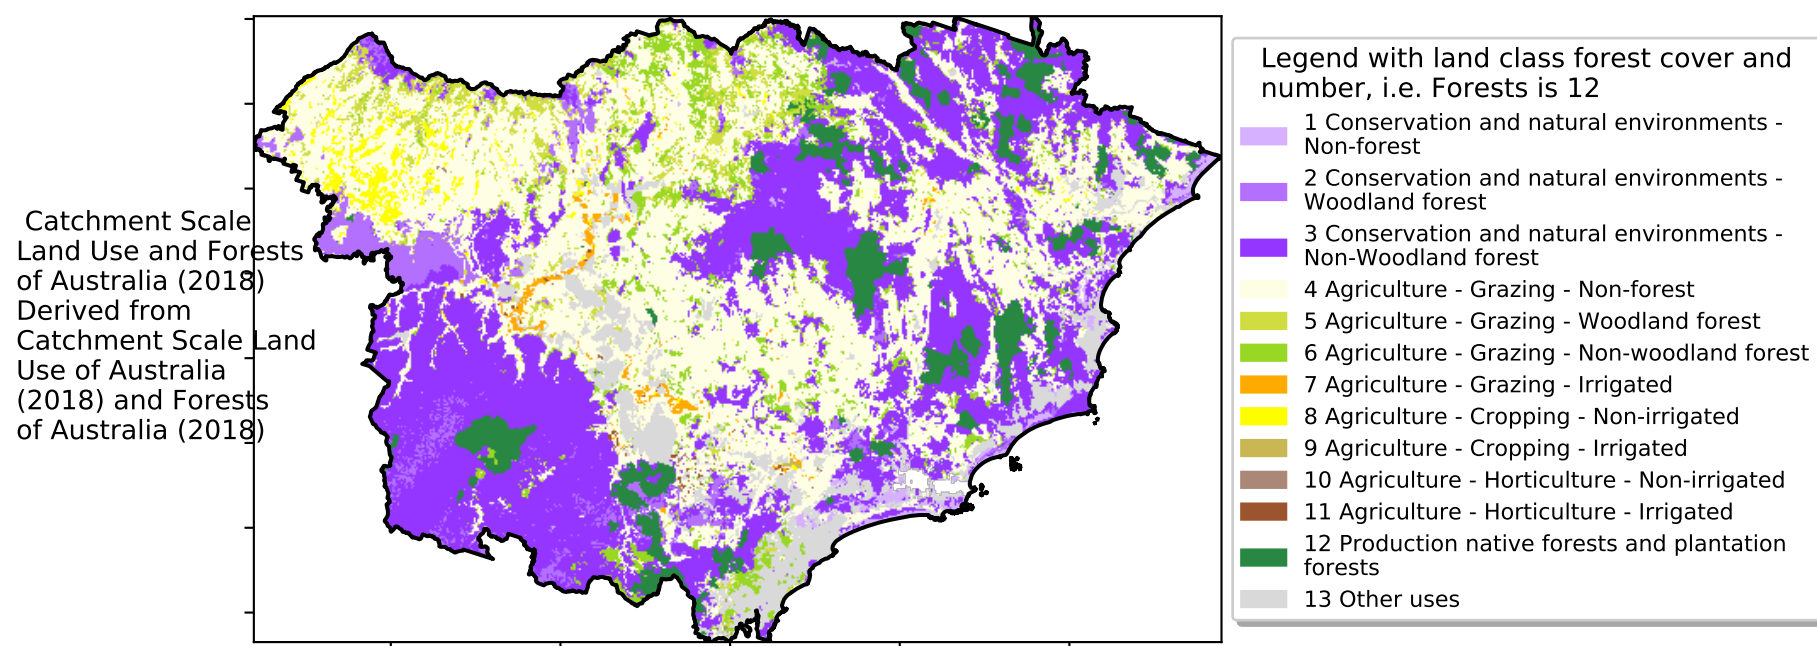 Catchment Scale
Land Use and Forests
of Australia (2018)
Derived from
Catchment Scale Land
Use of Australia
(2018) and Forests
of Australia (2018)
Legend with land class forest cover and
number, i.e. Forests is 12
1 Conservation and natural environments -
Non-forest
2 Conservation and natural environments -
Woodland forest
3 Conservation and natural environments -
Non-Woodland forest
4 Agriculture - Grazing - Non-forest
5 Agriculture - Grazing - Woodland forest
6 Agriculture - Grazing - Non-woodland forest
7 Agriculture - Grazing - Irrigated
8 Agriculture - Cropping - Non-irrigated
9 Agriculture - Cropping - Irrigated
10 Agriculture - Horticulture - Non-irrigated
11 Agriculture - Horticulture - Irrigated
12 Production native forests and plantation
forests
13 Other uses